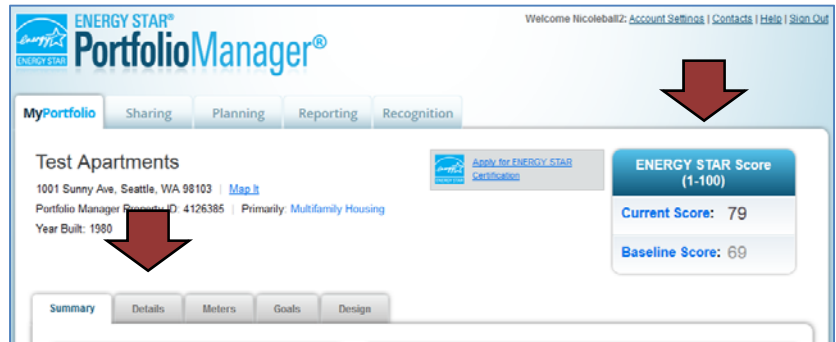 ENERGY STAR®
PortfolioManager®
energy
ENERGY STAR
Welcome Nicoleball2: Account Settings | Contacts | Help | Sign Out
MyPortfolio Sharing Planning Reporting Recognition
Test Apartments
1001 Sunny Ave, Seattle, WA 98103 | Map It
Portfolio Manager Property ID: 4126385 | Primarily: Multifamily Housing
Year Built: 1980
Apply for ENERGY STAR
Certification
ENERGY STAR Score
(1-100)
Current Score: 79
Baseline Score: 69
Summary Details Meters Goals Design